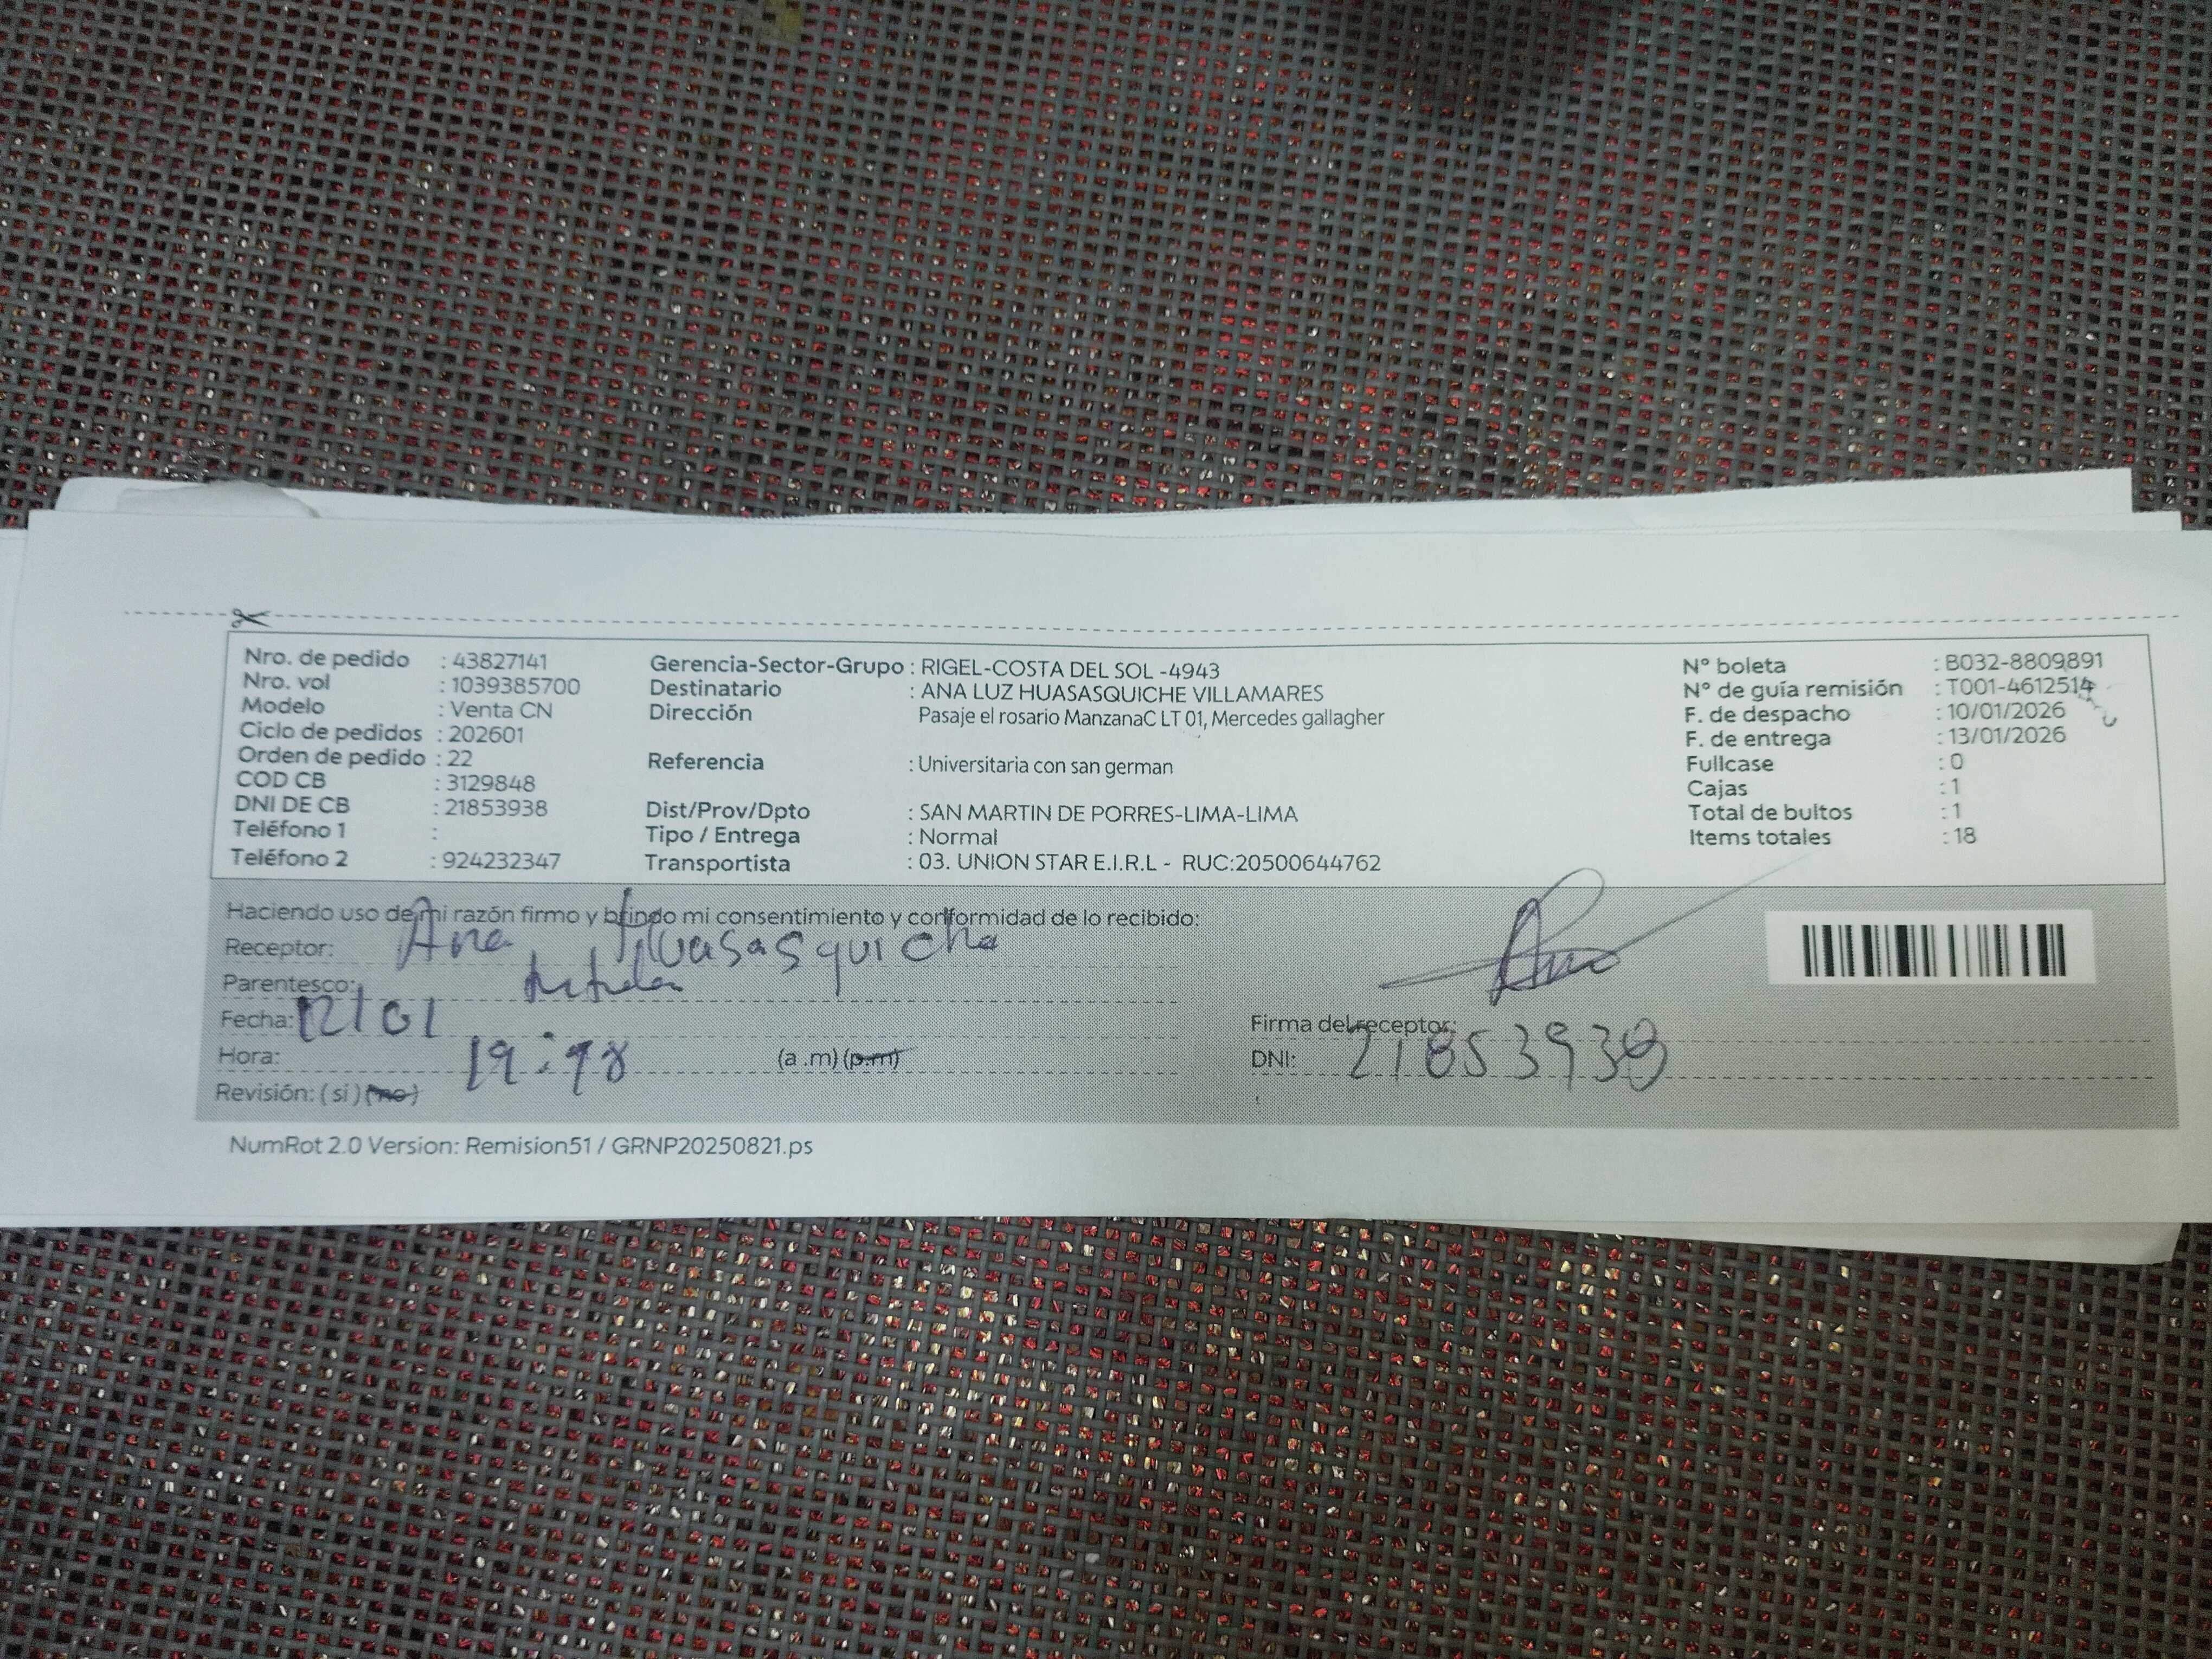 Nro. de pedido : 43827141
Nro. vol : 1039385700
Modelo : Venta CN
Ciclo de pedidos : 202601
Orden de pedido : 22
COD CB : 3129848
DNI DE CB : 21853938
Teléfono 1 :
Teléfono 2 : 924232347
Gerencia-Sector-Grupo : RIGEL-COSTA DEL SOL -4943
Destinatario : ANA LUZ HUASASQUICHE VILLAMARES
Dirección Pasaje el rosario ManzanaC LT 01, Mercedes gallagher
Referencia : Universitaria con san german
Dist/Prov/Dpto : SAN MARTIN DE PORRES-LIMA-LIMA
Tipo / Entrega : Normal
Transportista : 03. UNION STAR E.I.R.L - RUC:20500644762
N° boleta : B032-8809891
N° de guía remisión : T001-4612514
F. de despacho : 10/01/2026
F. de entrega : 13/01/2026
Fullcase : 0
Cajas : 1
Total de bultos : 1
Items totales : 18
Haciendo uso de mi razón firmo y brindo mi consentimiento y conformidad de lo recibido:
Receptor: Ana Huasasquiche
Parentesco:
Fecha: 12/01
Hora: 19:48 (a .m) (p.m)
Revisión: ( si ) ( no )
Firma del receptor:
DNI: 21853938
NumRot 2.0 Version: Remision51 / GRNP20250821.ps